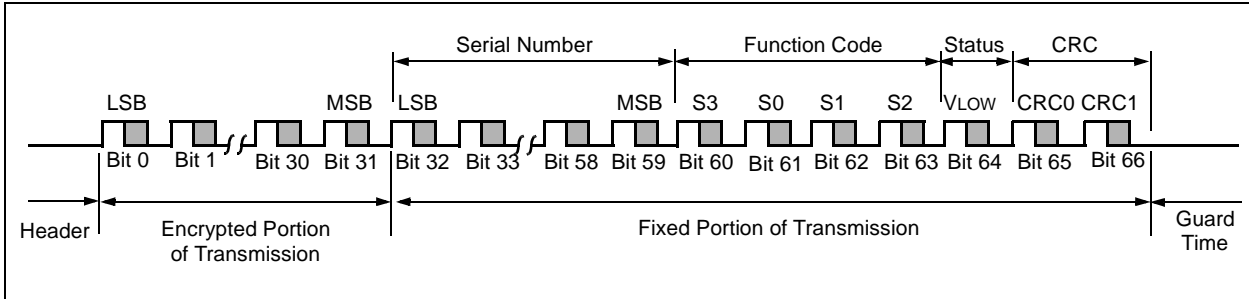 Serial Number Function Code Status CRC
LSB MSB LSB MSB S3 S0 S1 S2 VLOW CRC0 CRC1
Bit 0 Bit 1 Bit 30 Bit 31 Bit 32 Bit 33 Bit 58 Bit 59 Bit 60 Bit 61 Bit 62 Bit 63 Bit 64 Bit 65 Bit 66
Header Encrypted Portion Fixed Portion of Transmission Guard
of Transmission Time